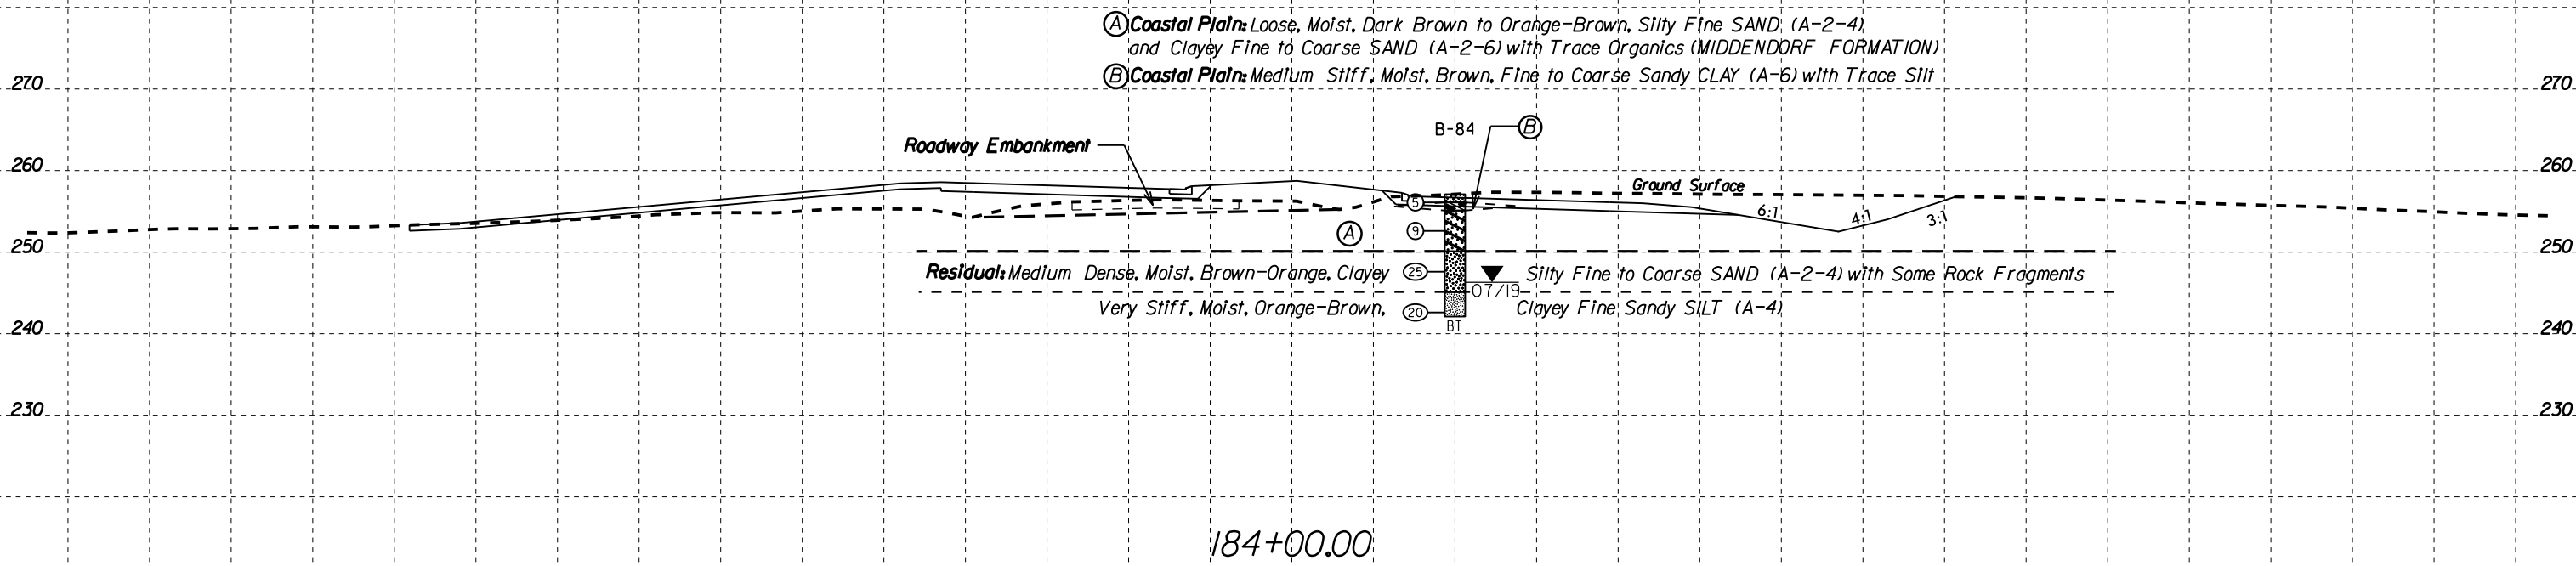 Ⓐ Coastal Plain: Loose, Moist, Dark Brown to Orange-Brown, Silty Fine SAND (A-2-4)
and Clayey Fine to Coarse SAND (A-2-6) with Trace Organics (MIDDENDORF FORMATION)
Ⓑ Coastal Plain: Medium Stiff, Moist, Brown, Fine to Coarse Sandy CLAY (A-6) with Trace Silt
270 270
B-84 B
Roadway Embankment
260 260
Ground Surface
5
6:1 4:1 3:1
A 9
250 250
Residual: Medium Dense, Moist, Brown-Orange, Clayey 25 Silty Fine to Coarse SAND (A-2-4) with Some Rock Fragments
07/19
Very Stiff, Moist, Orange-Brown, 20 Clayey Fine Sandy SILT (A-4)
BT
240 240
230 230
184+00.00